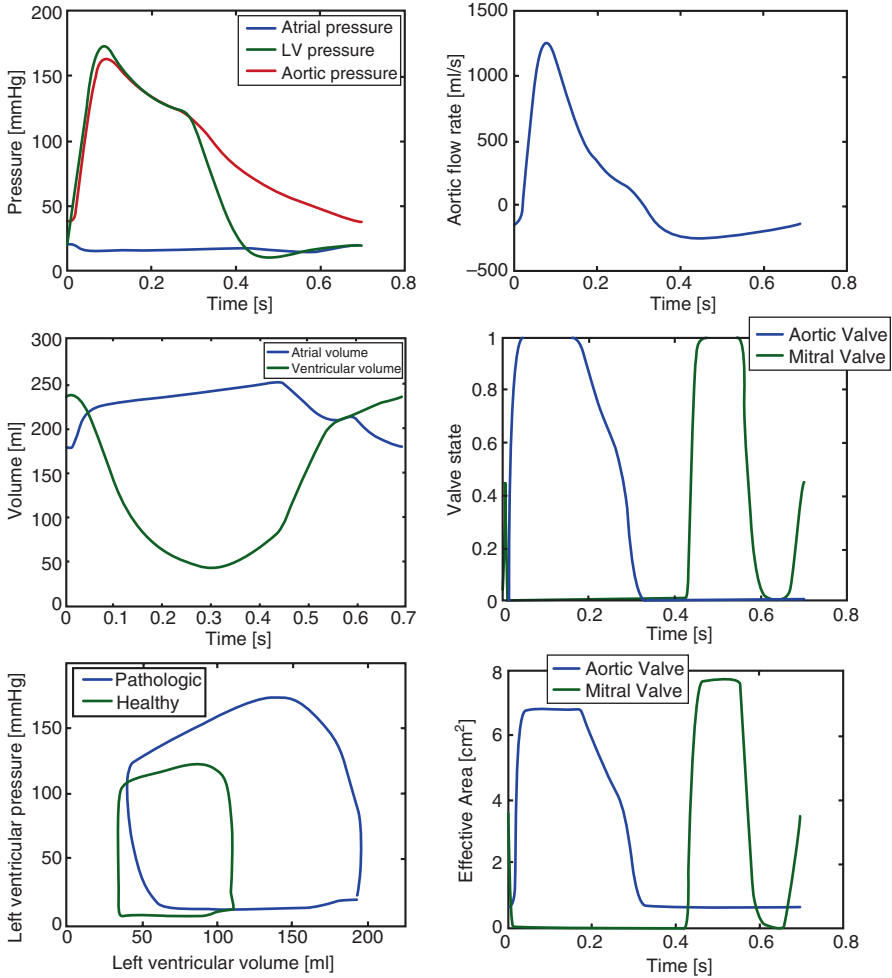 200
150
100
50
0
Pressure [mmHg]
Atrial pressure
LV pressure
Aortic pressure
0
0.2
0.4
0.6
0.8
Time [s]
1500
1000
500
0
−500
Aortic flow rate [ml/s]
0
0.2
0.4
0.6
0.8
Time [s]
300
250
200
150
100
50
0
Volume [ml]
Atrial volume
Ventricular volume
0
0.1
0.2
0.3
0.4
0.5
0.6
0.7
Time [s]
1
0.8
0.6
0.4
0.2
0
Valve state
Aortic Valve
Mitral Valve
0
0.2
0.4
0.6
0.8
Time [s]
150
100
50
0
Left ventricular pressure [mmHg]
Pathologic
Healthy
0
50
100
150
200
Left ventricular volume [ml]
8
6
4
2
0
Effective Area [cm²]
Aortic Valve
Mitral Valve
0
0.2
0.4
0.6
0.8
Time [s]